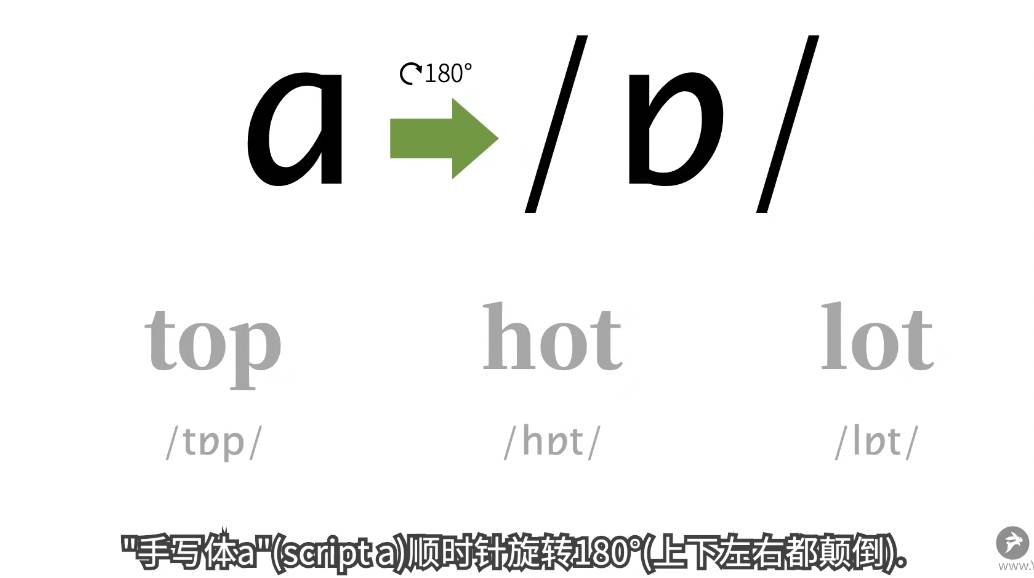 ɑ 180° /ɒ/
top hot lot
/tɒp/ /hɒt/ /lɒt/
"手写体a"(script a)顺时针旋转180°(上下左右都颠倒).
www.